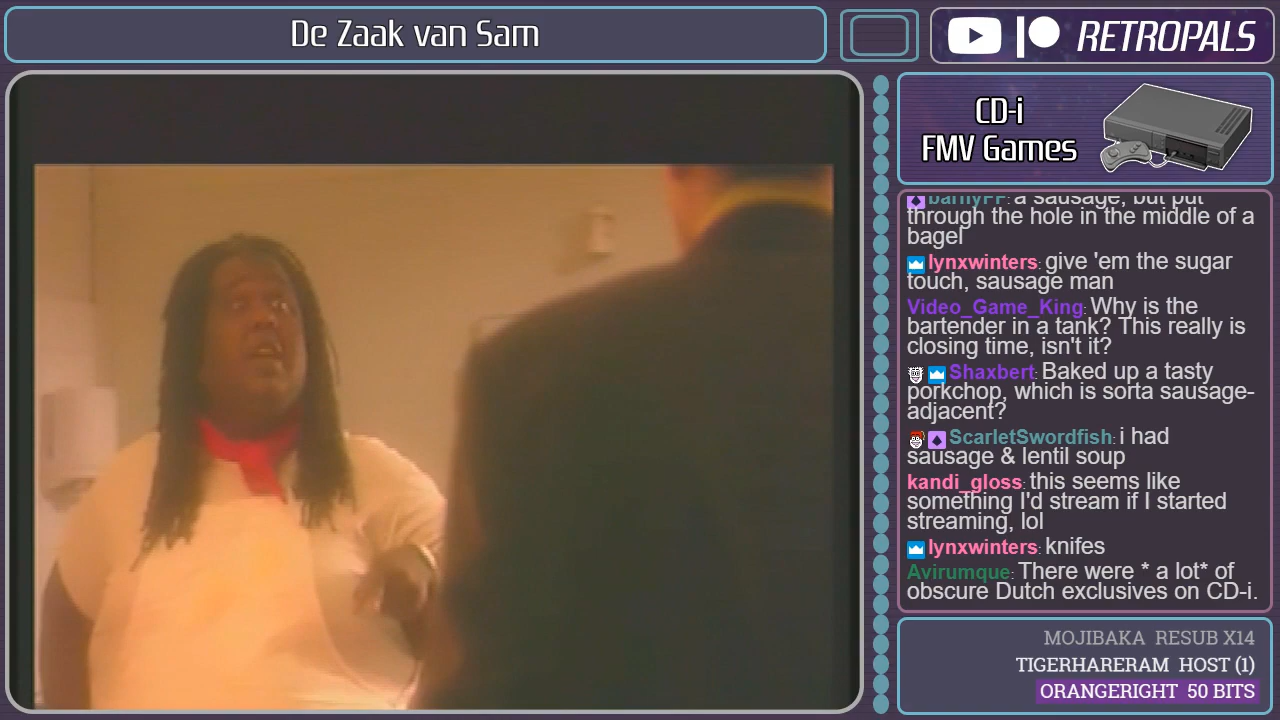 De Zaak van Sam
RETROPALS
CD-i
FMV Games
barnyFF: a sausage, but put
through the hole in the middle of a
bagel
lynxwinters: give 'em the sugar
touch, sausage man
Video_Game_King: Why is the
bartender in a tank? This really is
closing time, isn't it?
Shaxbert: Baked up a tasty
porkchop, which is sorta sausage-
adjacent?
ScarletSwordfish: i had
sausage & lentil soup
kandi_gloss: this seems like
something I'd stream if I started
streaming, lol
lynxwinters: knifes
Avirumque: There were * a lot* of
obscure Dutch exclusives on CD-i.
MOJIBAKA RESUB X14
TIGERHARERAM HOST (1)
ORANGERIGHT 50 BITS